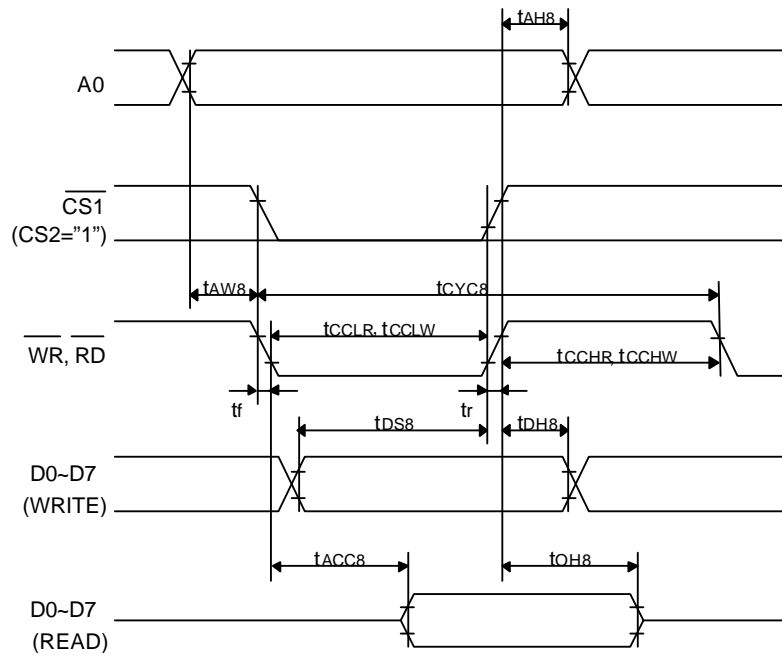 tAH8
A0
CS1
(CS2="1")
tAW8
tCYC8
WR, RD
tCCLR, tCCLW
tCCHR, tCCHW
tf
tr
tDS8
tDH8
D0~D7
(WRITE)
tACC8
tOH8
D0~D7
(READ)